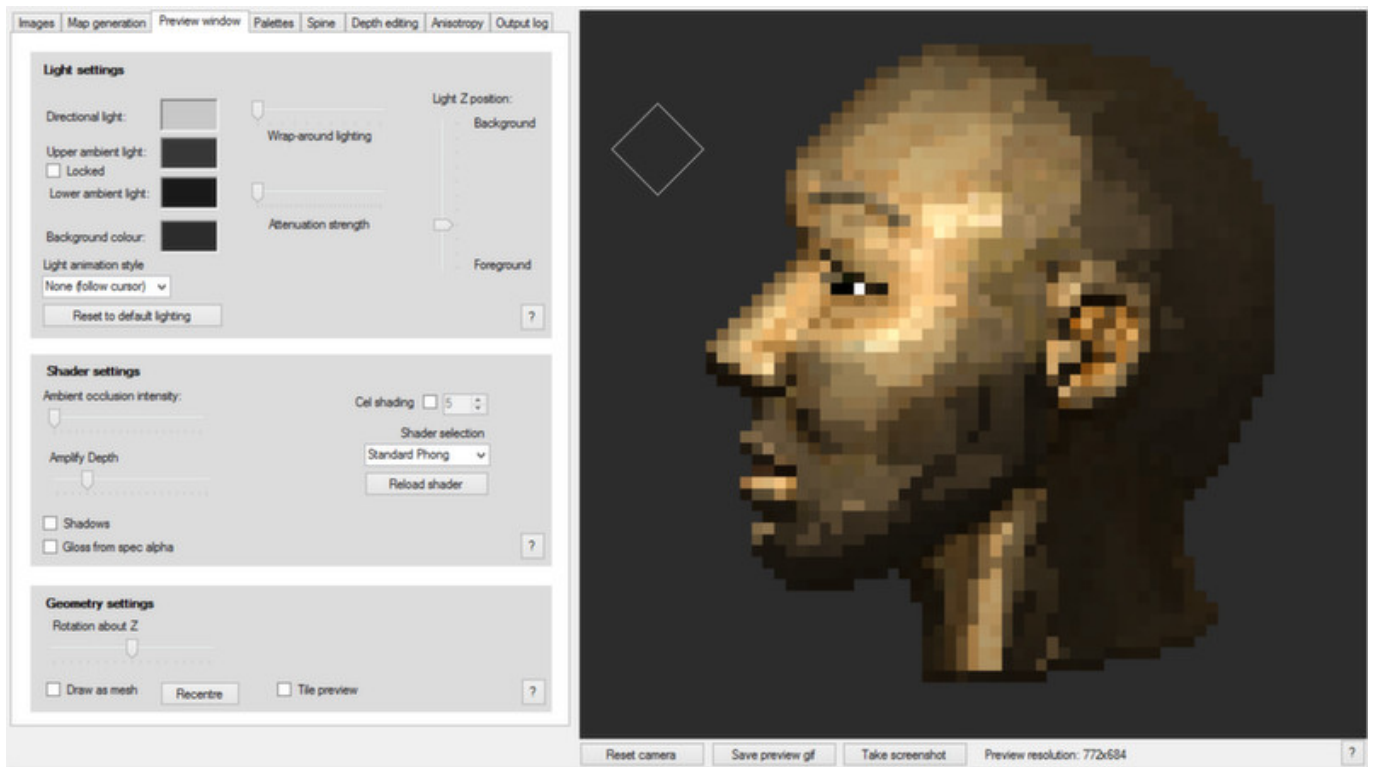 Images Map generation Preview window Palettes Spine Depth editing Anisotropy Output log
Light settings
Directional light:
Upper ambient light:
Locked
Lower ambient light:
Background colour:
Light animation style
None (follow cursor)
Reset to default lighting
Wrap-around lighting
Attenuation strength
Light Z position:
Background
Foreground
?
Shader settings
Ambient occlusion intensity:
Amplify Depth
Shadows
Gloss from spec alpha
Cel shading 5
Shader selection
Standard Phong
Reload shader
?
Geometry settings
Rotation about Z
Draw as mesh Recentre Tile preview ?
Reset camera Save preview gif Take screenshot Preview resolution: 772x684 ?